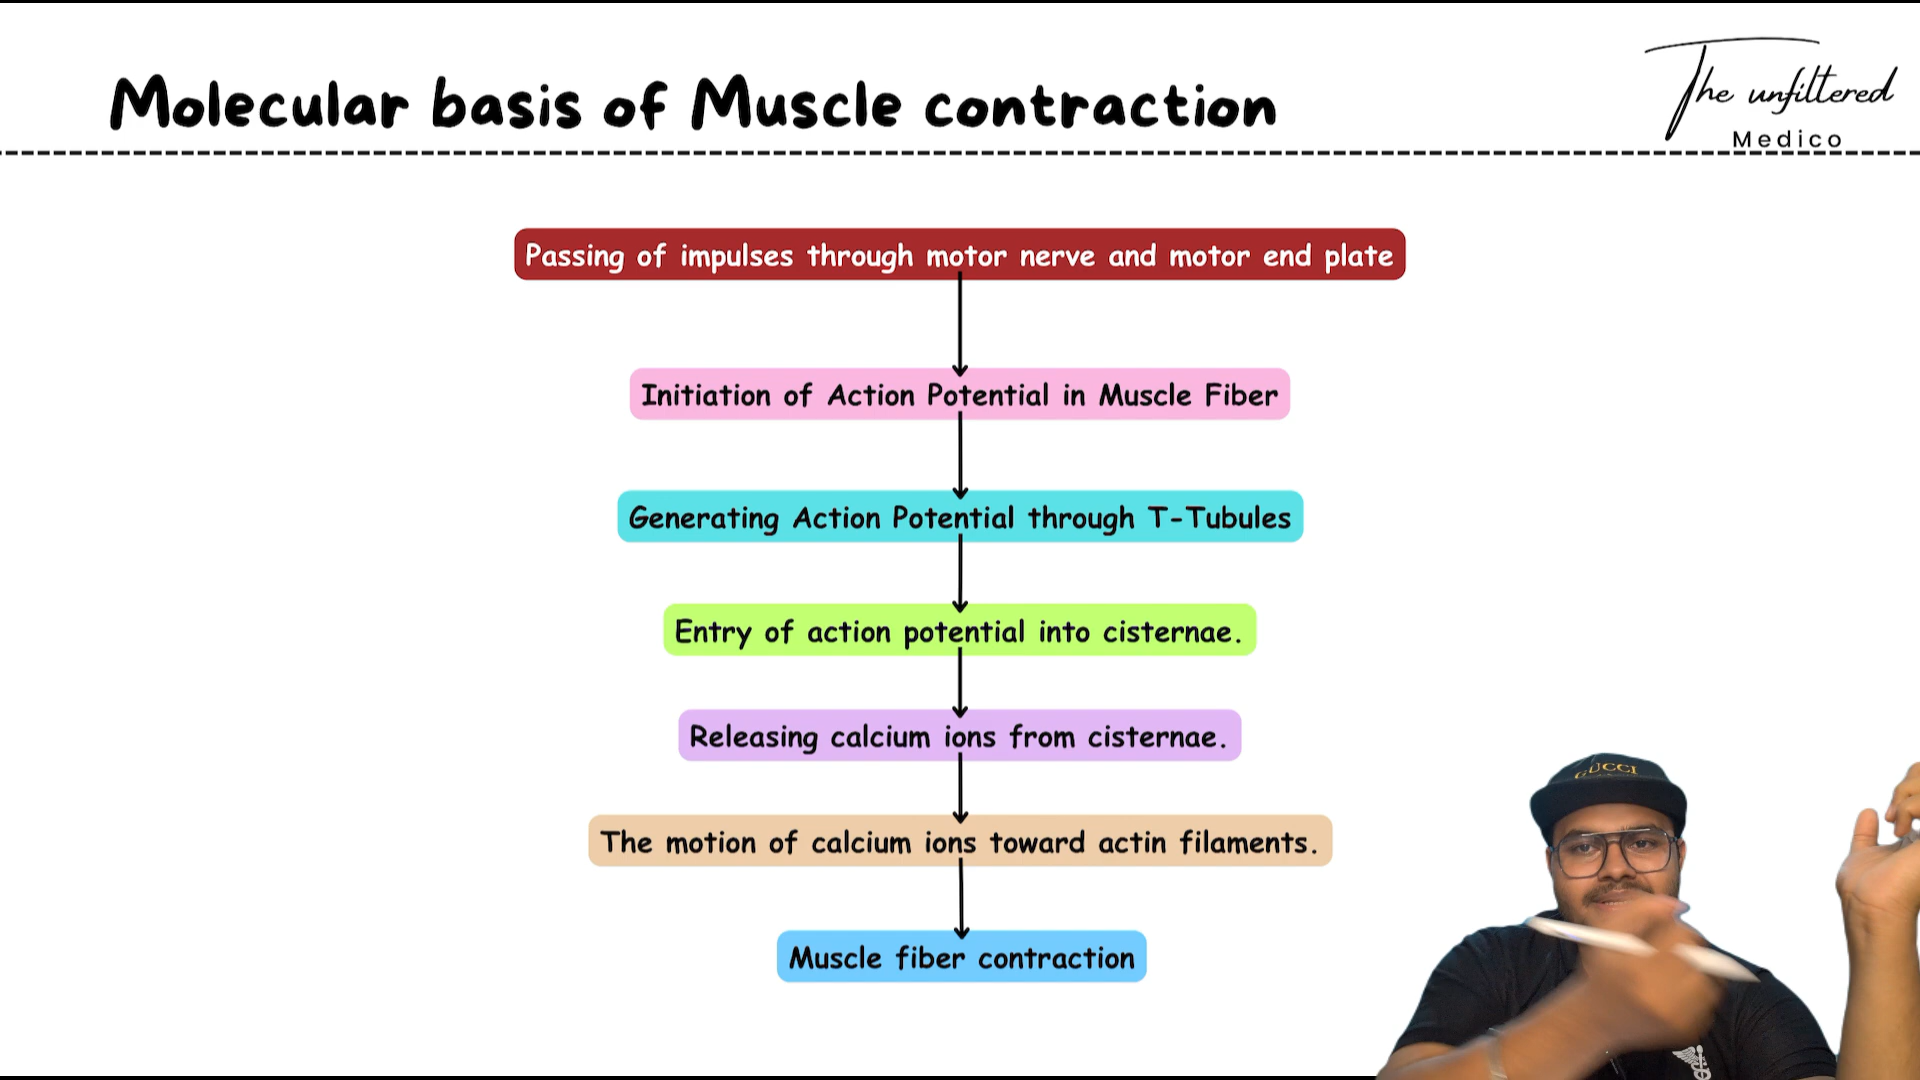 Molecular basis of Muscle contraction
The unfiltered
Medico
Passing of impulses through motor nerve and motor end plate
Initiation of Action Potential in Muscle Fiber
Generating Action Potential through T-Tubules
Entry of action potential into cisternae.
Releasing calcium ions from cisternae.
The motion of calcium ions toward actin filaments.
Muscle fiber contraction
GUCCI